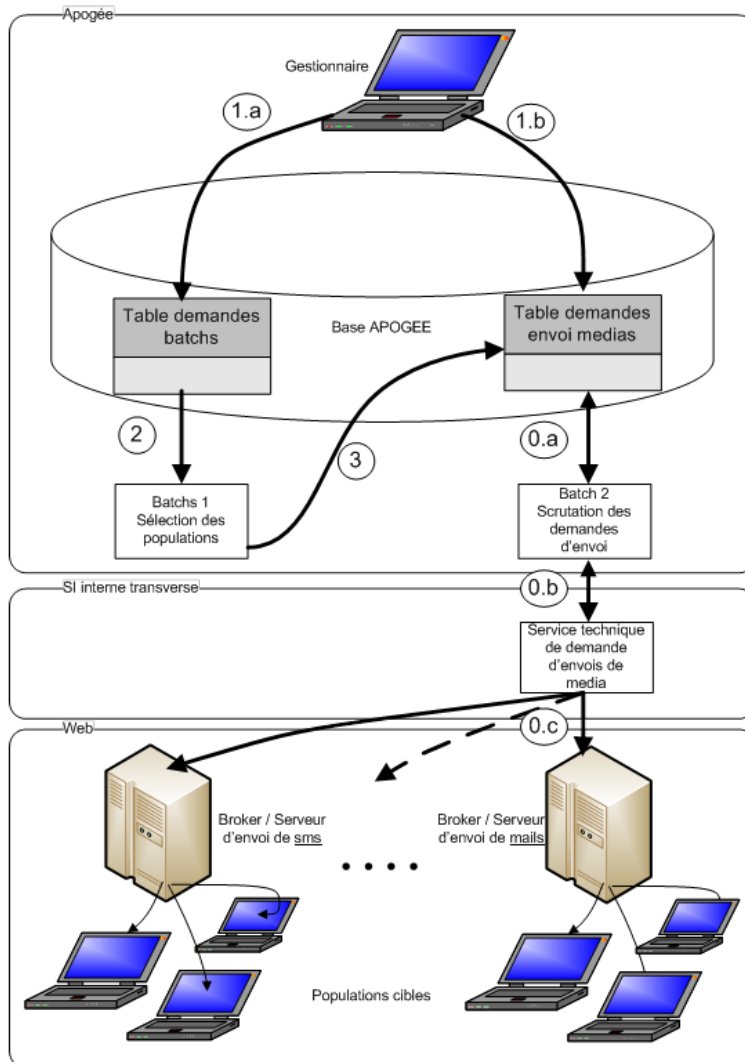 Apogée
Gestionnaire
1.a
1.b
Table demandes
batchs
Base APOGEE
Table demandes
envoi medias
2
3
0.a
Batchs 1
Sélection des
populations
Batch 2
Scrutation des
demandes
d'envoi
SI interne transverse
0.b
Service technique
de demande
d'envois de
media
Web
0.c
Broker / Serveur
d'envoi de sms
Broker / Serveur
d'envoi de mails
Populations cibles